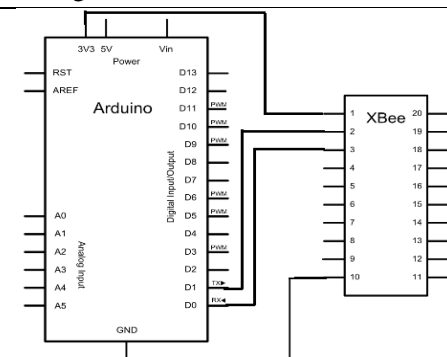 3V3 5V Vin
Power
RST
AREF
Arduino
D13
D12
D11 PWM
D10 PWM
D9 PWM
D8
D7
D6 PWM
D5 PWM
D4
D3 PWM
D2
D1 TX▶
D0 RX◀
Digital Input/Output
A0
A1
A2
A3
A4
A5
Analog Input
GND
XBee
1 20
2 19
3 18
4 17
5 16
6 15
7 14
8 13
9 12
10 11